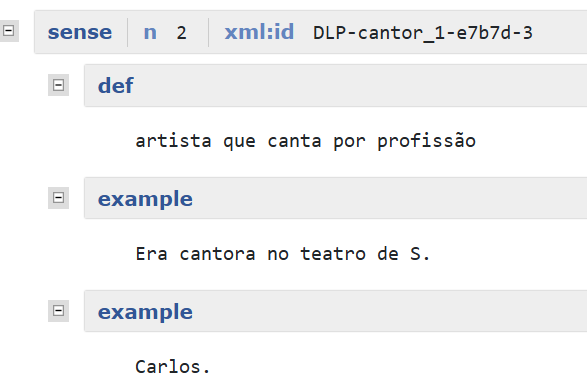 sense n 2 xml:id DLP-cantor_1-e7b7d-3
def
artista que canta por profissão
example
Era cantora no teatro de S.
example
Carlos.